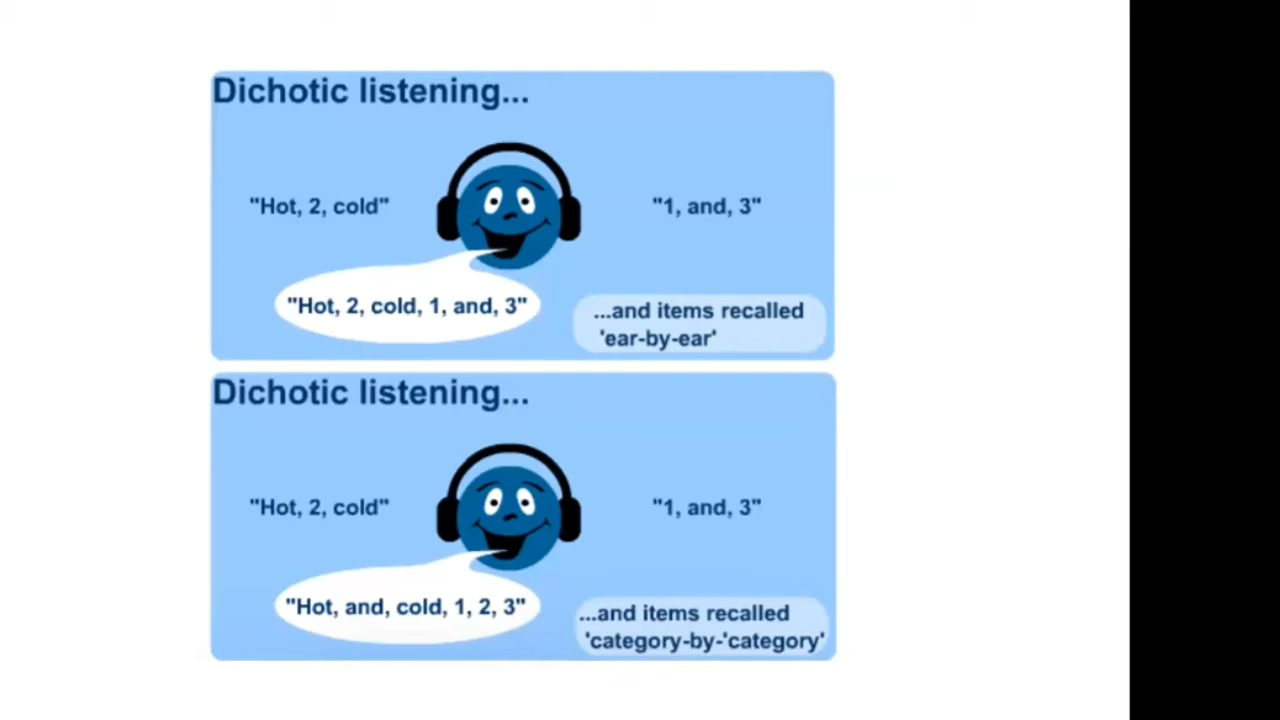 Dichotic listening...
"Hot, 2, cold"
"1, and, 3"
"Hot, 2, cold, 1, and, 3"
...and items recalled
'ear-by-ear'
Dichotic listening...
"Hot, 2, cold"
"1, and, 3"
"Hot, and, cold, 1, 2, 3"
...and items recalled
'category-by-'category'